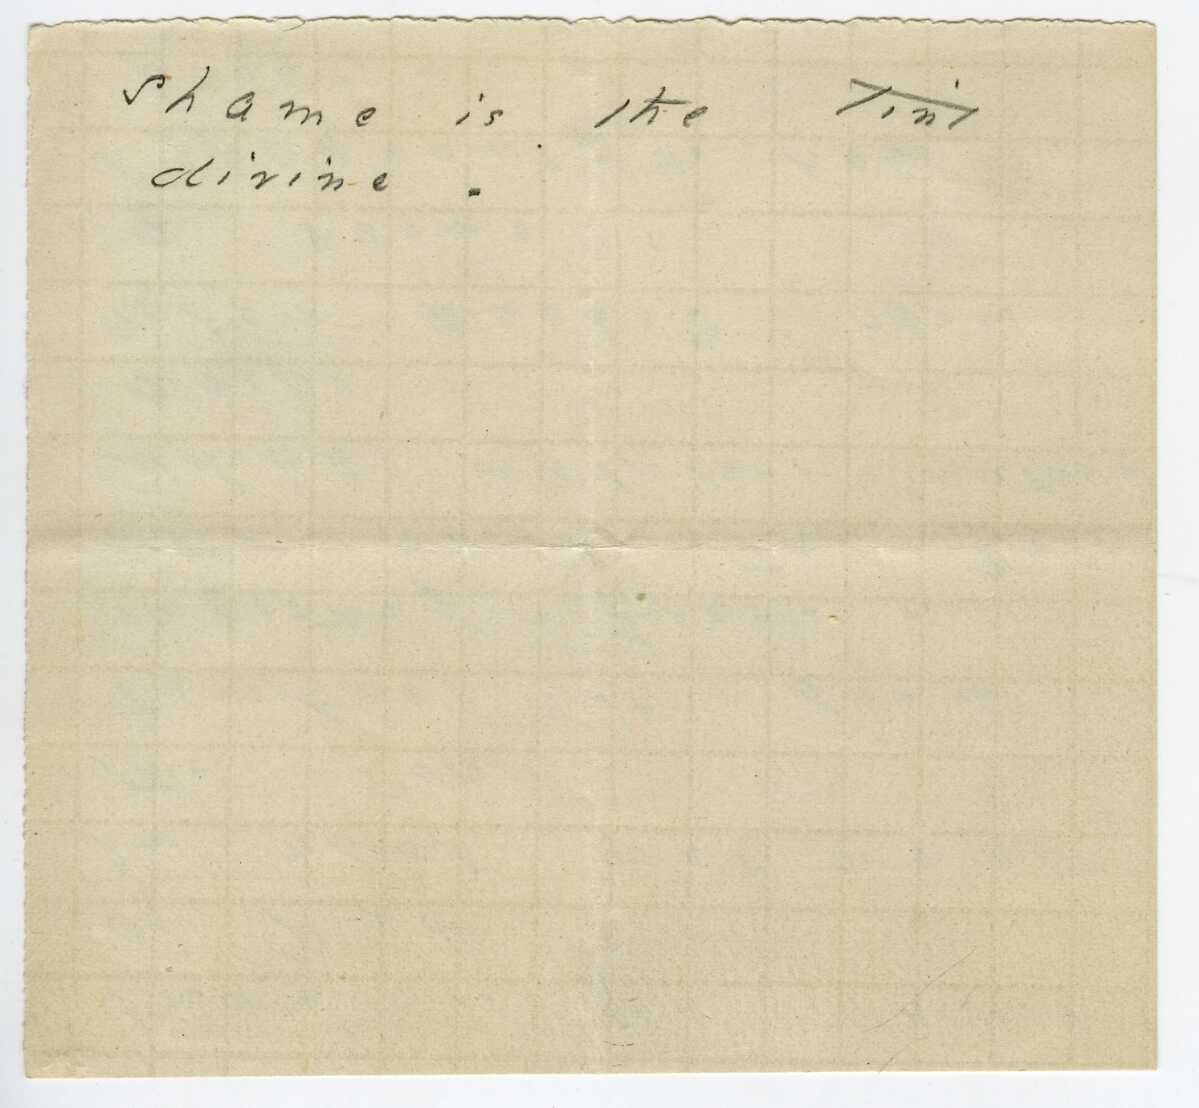 Shame is the Tint
divine.